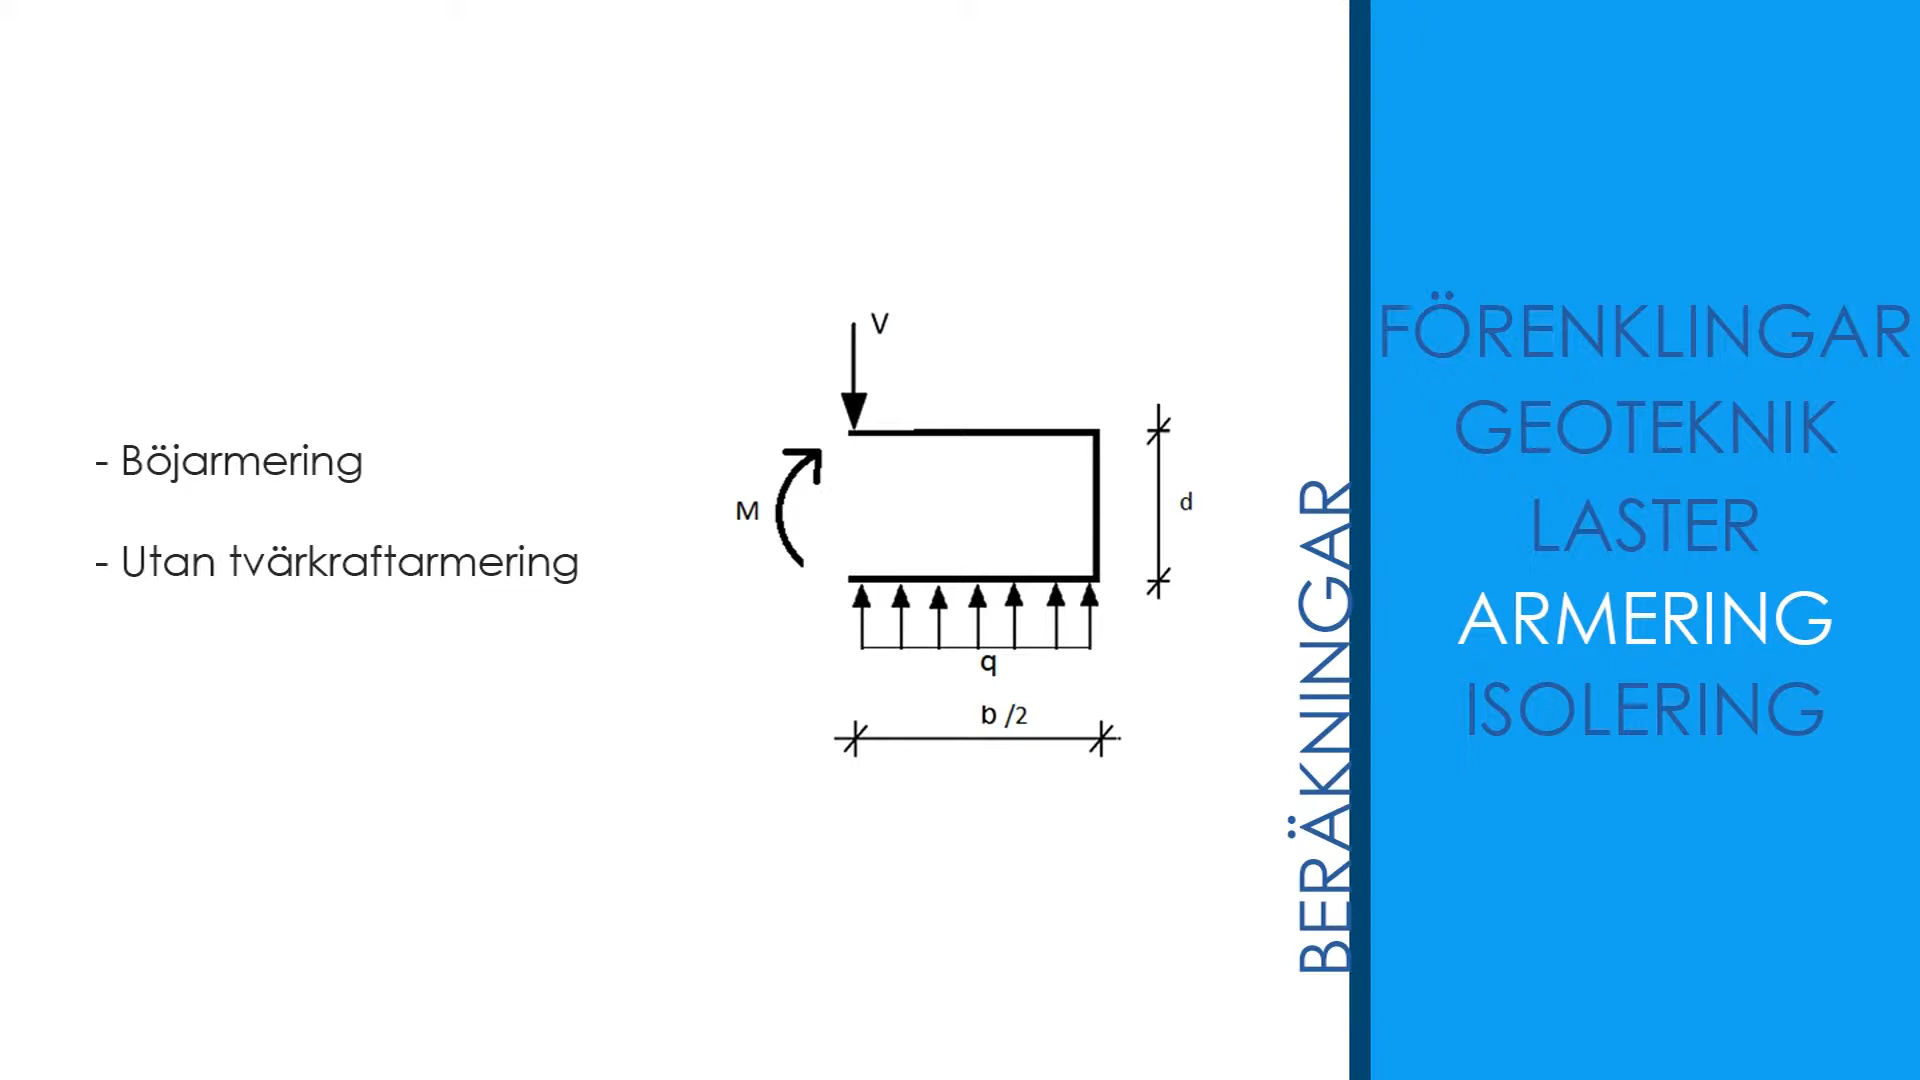 - Böjarmering
- Utan tvärkraftarmering
V
M
d
q
b /2
BERÄKNINGAR
FÖRENKLINGAR
GEOTEKNIK
LASTER
ARMERING
ISOLERING